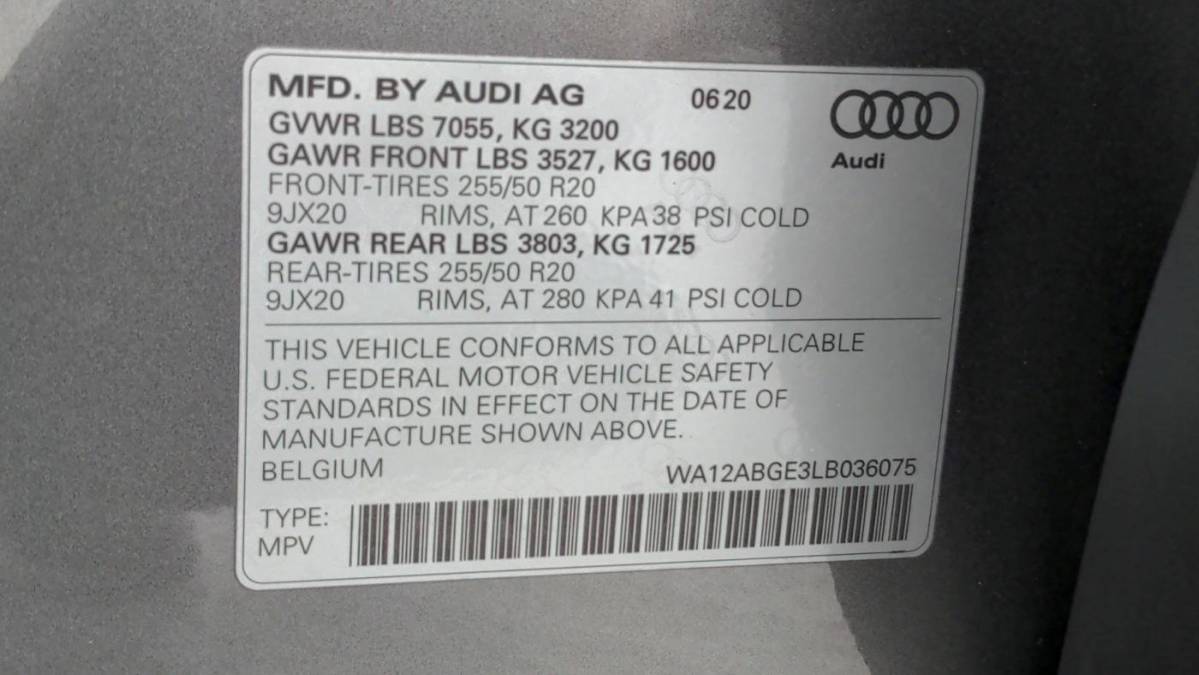 MFD. BY AUDI AG 0620
GVWR LBS 7055, KG 3200
GAWR FRONT LBS 3527, KG 1600
Audi
FRONT-TIRES 255/50 R20
9JX20 RIMS, AT 260 KPA 38 PSI COLD
GAWR REAR LBS 3803, KG 1725
REAR-TIRES 255/50 R20
9JX20 RIMS, AT 280 KPA 41 PSI COLD
THIS VEHICLE CONFORMS TO ALL APPLICABLE
U.S. FEDERAL MOTOR VEHICLE SAFETY
STANDARDS IN EFFECT ON THE DATE OF
MANUFACTURE SHOWN ABOVE.
BELGIUM WA12ABGE3LB036075
TYPE:
MPV